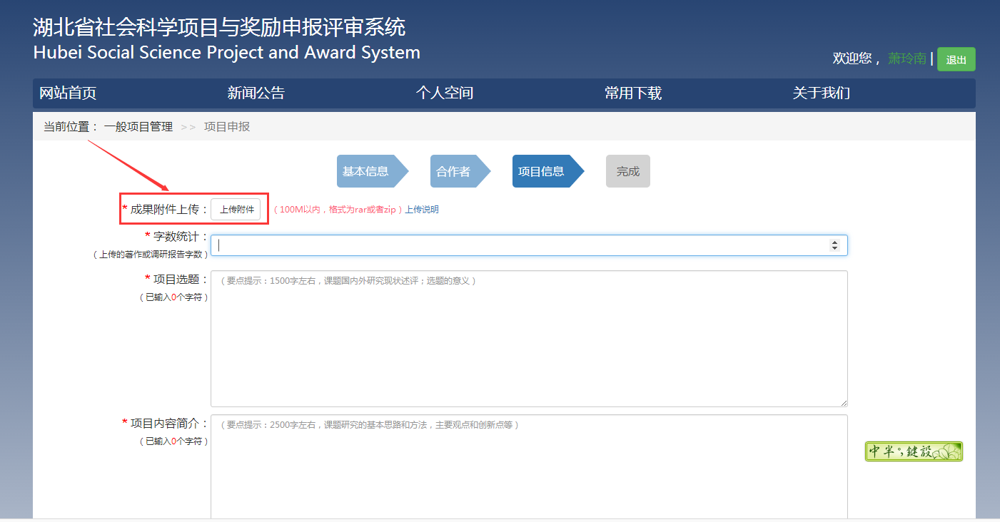 湖北省社会科学项目与奖励申报评审系统
Hubei Social Science Project and Award System
欢迎您， 萧玲南 | 退出
网站首页 新闻公告 个人空间 常用下载 关于我们
当前位置： 一般项目管理 >> 项目申报
基本信息 合作者 项目信息 完成
* 成果附件上传： 上传附件 （100M以内，格式为rar或者zip）上传说明
* 字数统计：
（上传的著作或调研报告字数）
* 项目选题： （要点提示：1500字左右，课题国内外研究现状述评；选题的意义）
（已输入0个字符）
* 项目内容简介： （要点提示：2500字左右，课题研究的基本思路和方法，主要观点和创新点等）
（已输入0个字符）
中半°,鍵設